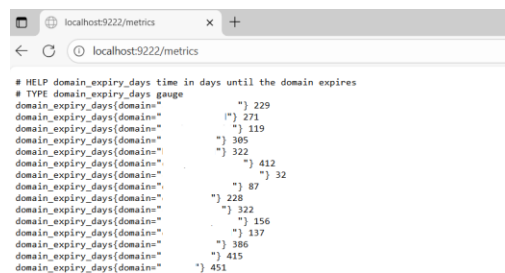 localhost:9222/metrics
localhost:9222/metrics
# HELP domain_expiry_days time in days until the domain expires
# TYPE domain_expiry_days gauge
domain_expiry_days{domain=" "} 229
domain_expiry_days{domain=" "} 271
domain_expiry_days{domain=" "} 119
domain_expiry_days{domain=" "} 305
domain_expiry_days{domain=" "} 322
domain_expiry_days{domain=" "} 412
domain_expiry_days{domain=" "} 32
domain_expiry_days{domain=" "} 87
domain_expiry_days{domain=" "} 228
domain_expiry_days{domain=" "} 322
domain_expiry_days{domain=" "} 156
domain_expiry_days{domain=" "} 137
domain_expiry_days{domain=" "} 386
domain_expiry_days{domain=" "} 415
domain_expiry_days{domain=" "} 451